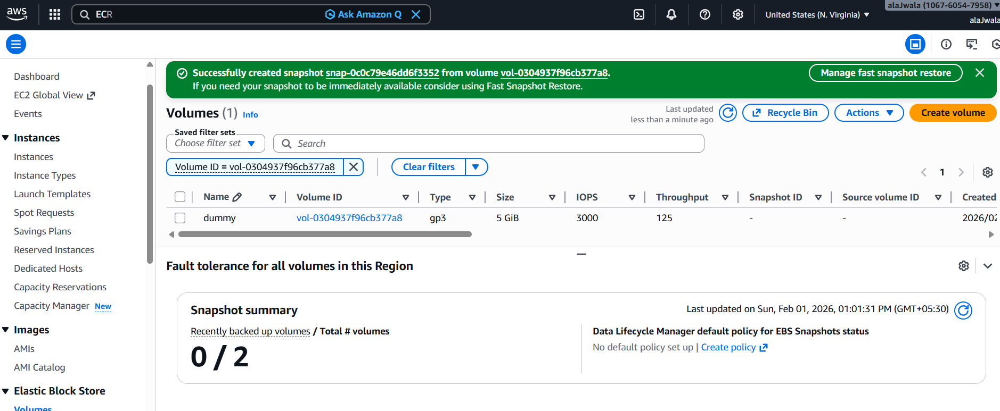 aws
ECR
Ask Amazon Q
United States (N. Virginia)
alaJwala (1067-6054-7958)
alaJwala
Dashboard
EC2 Global View
Events
Instances
Instances
Instance Types
Launch Templates
Spot Requests
Savings Plans
Reserved Instances
Dedicated Hosts
Capacity Reservations
Capacity Manager New
Images
AMIs
AMI Catalog
Elastic Block Store
Volumes
Successfully created snapshot snap-0c0c79e46dd6f3352 from volume vol-0304937f96cb377a8.
If you need your snapshot to be immediately available consider using Fast Snapshot Restore.
Manage fast snapshot restore
Volumes (1) Info
Last updated
less than a minute ago
Recycle Bin
Actions
Create volume
Saved filter sets
Choose filter set
Search
Volume ID = vol-0304937f96cb377a8
Clear filters
1
Name Volume ID Type Size IOPS Throughput Snapshot ID Source volume ID Created
dummy vol-0304937f96cb377a8 gp3 5 GiB 3000 125 - - 2026/02
Fault tolerance for all volumes in this Region
Snapshot summary
Last updated on Sun, Feb 01, 2026, 01:01:31 PM (GMT+05:30)
Recently backed up volumes / Total # volumes
0 / 2
Data Lifecycle Manager default policy for EBS Snapshots status
No default policy set up | Create policy